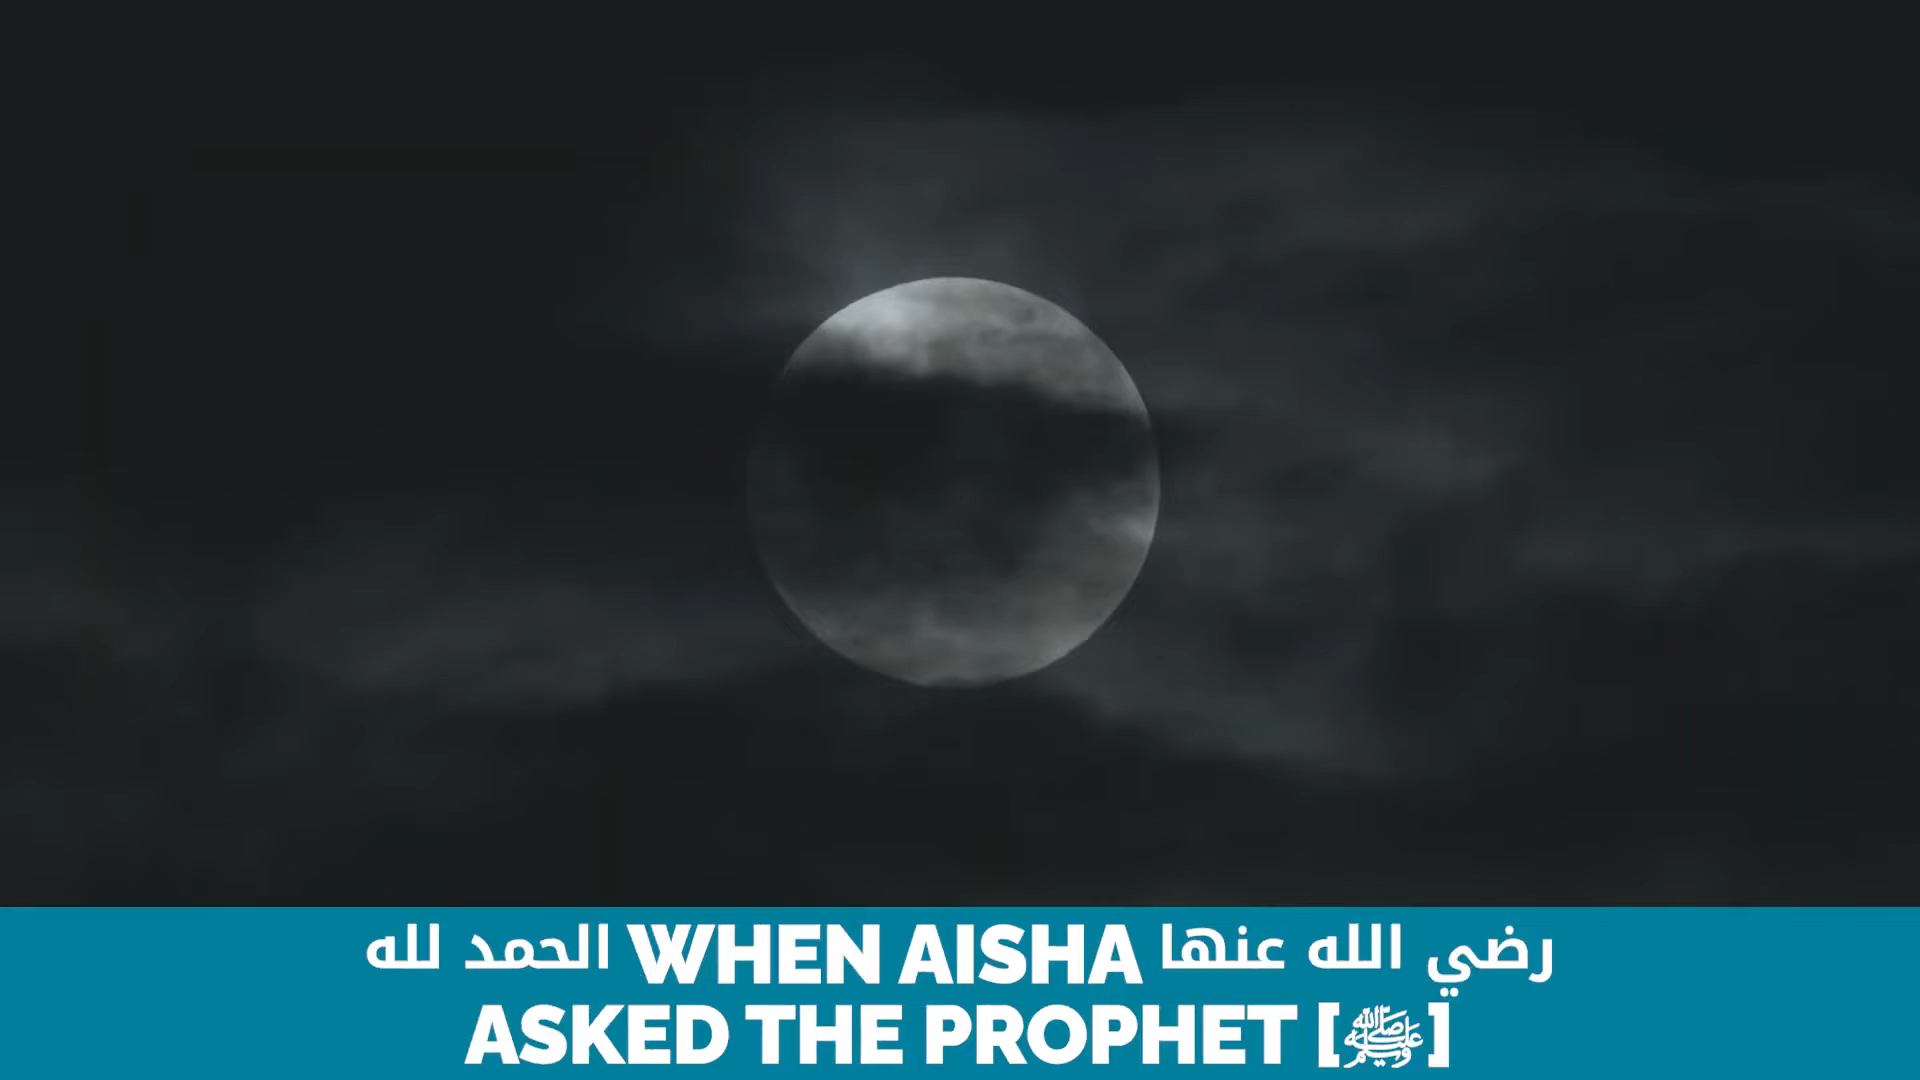 الحمد لله WHEN AISHA رضي الله عنها
ASKED THE PROPHET [ﷺ]